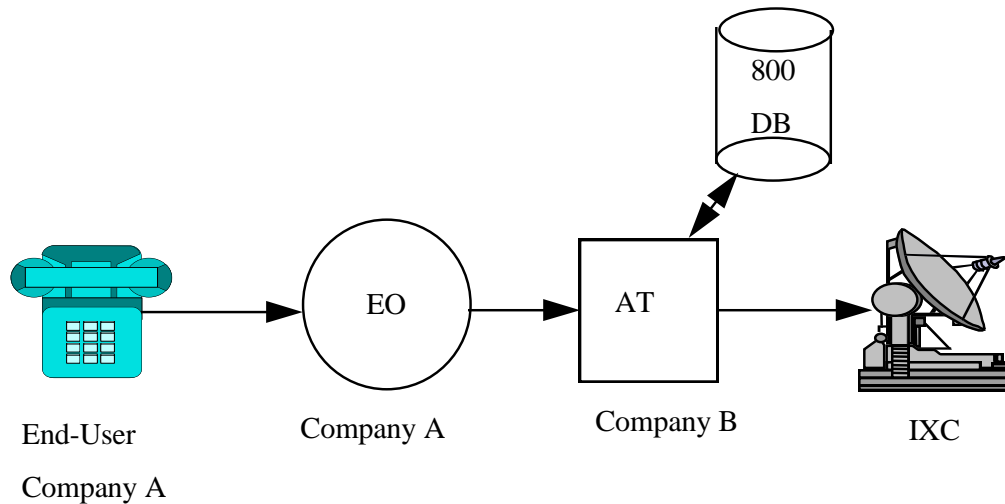 800
DB
EO
AT
End-User
Company A
Company A
Company B
IXC